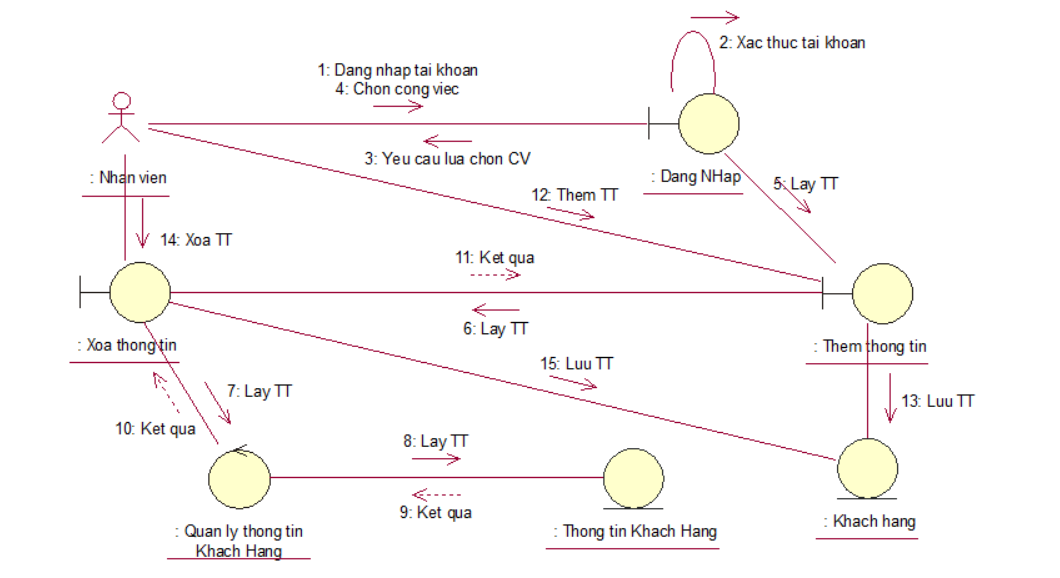 2: Xac thuc tai khoan
1: Dang nhap tai khoan
4: Chon cong viec
3: Yeu cau lua chon CV
: Nhan vien
: Dang NHap
5: Lay TT
12: Them TT
14: Xoa TT
11: Ket qua
6: Lay TT
: Xoa thong tin
: Them thong tin
15: Luu TT
7: Lay TT
13: Luu TT
10: Ket qua
8: Lay TT
9: Ket qua
: Khach hang
: Quan ly thong tin
Khach Hang
: Thong tin Khach Hang